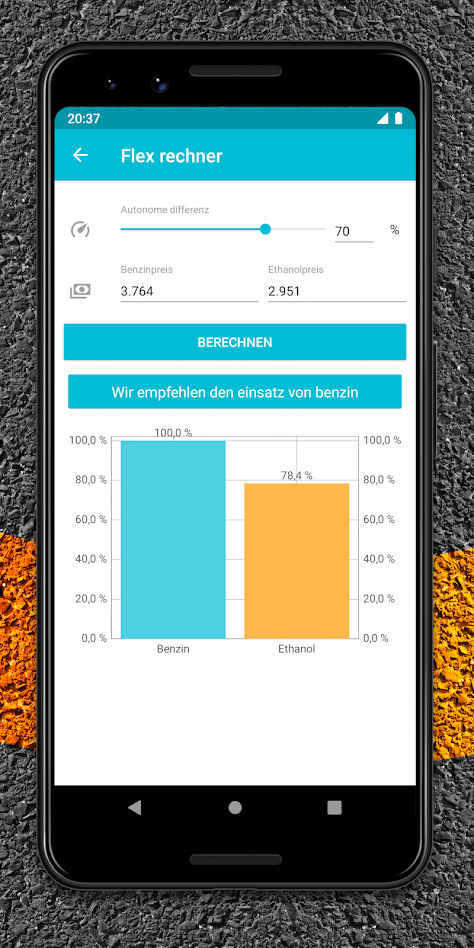 20:37
Flex rechner
Autonome differenz
70 %
Benzinpreis Ethanolpreis
3.764 2.951
BERECHNEN
Wir empfehlen den einsatz von benzin
100,0 % 100,0 % 100,0 %
80,0 % 78,4 % 80,0 %
60,0 % 60,0 %
40,0 % 40,0 %
20,0 % 20,0 %
0,0 % 0,0 %
Benzin Ethanol